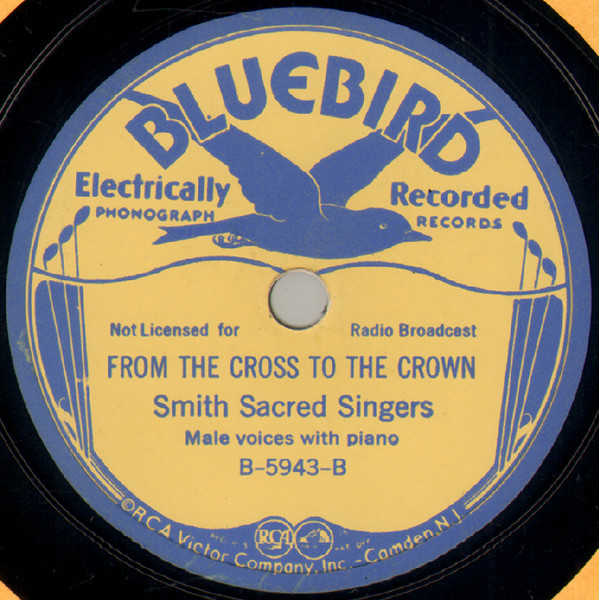 BLUEBIRD
Electrically Recorded
PHONOGRAPH RECORDS
Not Licensed for Radio Broadcast
FROM THE CROSS TO THE CROWN
Smith Sacred Singers
Male voices with piano
B-5943-B
RCA
©RCA Victor Company, Inc.-Camden, N.J.